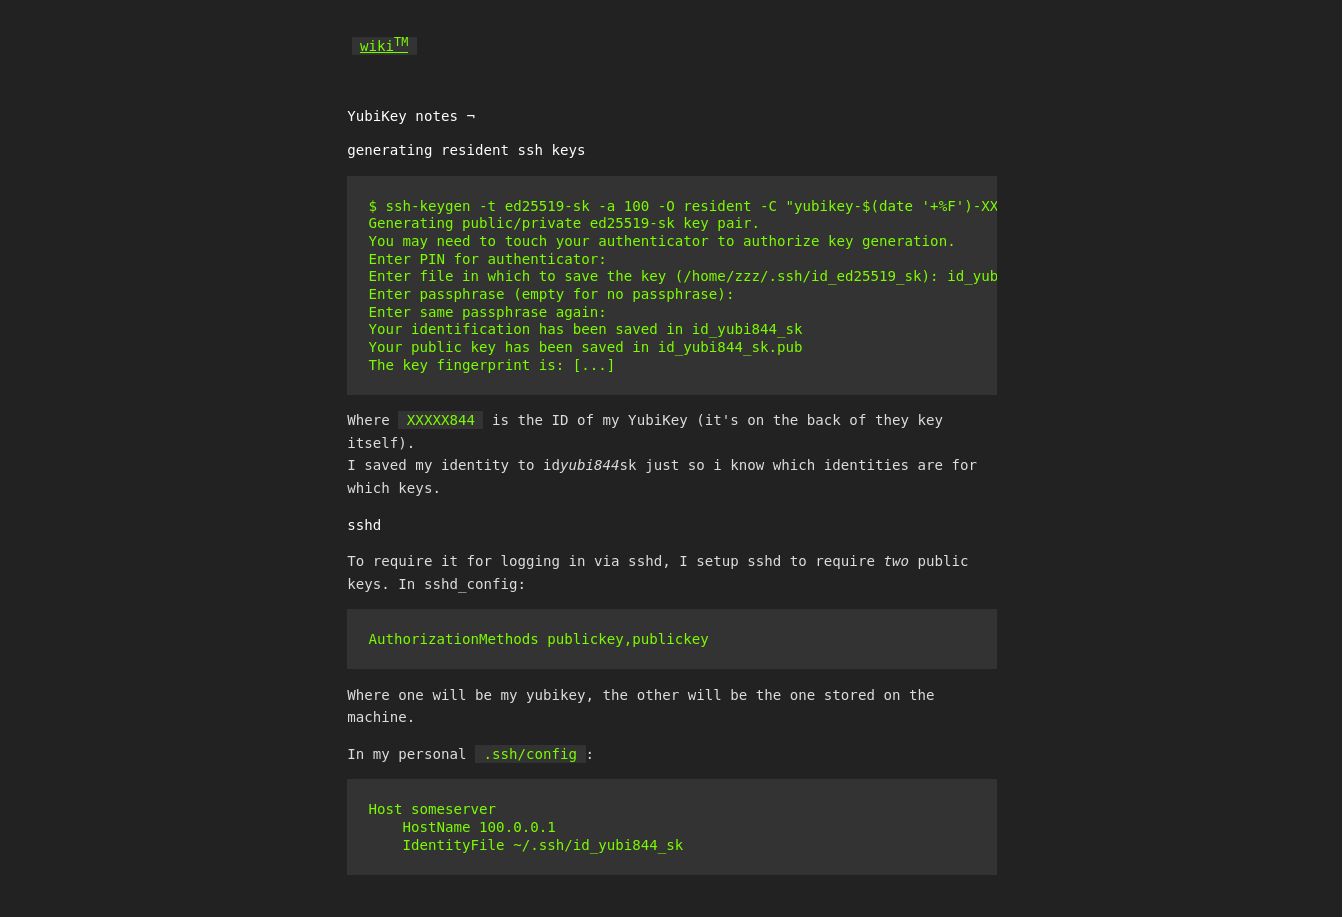 wiki™
YubiKey notes ¬
generating resident ssh keys
$ ssh-keygen -t ed25519-sk -a 100 -O resident -C "yubikey-$(date '+%F')-XX
Generating public/private ed25519-sk key pair.
You may need to touch your authenticator to authorize key generation.
Enter PIN for authenticator:
Enter file in which to save the key (/home/zzz/.ssh/id_ed25519_sk): id_yub
Enter passphrase (empty for no passphrase):
Enter same passphrase again:
Your identification has been saved in id_yubi844_sk
Your public key has been saved in id_yubi844_sk.pub
The key fingerprint is: [...]
Where XXXXX844 is the ID of my YubiKey (it's on the back of they key
itself).
I saved my identity to idyubi844sk just so i know which identities are for
which keys.
sshd
To require it for logging in via sshd, I setup sshd to require two public
keys. In sshd_config:
AuthorizationMethods publickey,publickey
Where one will be my yubikey, the other will be the one stored on the
machine.
In my personal .ssh/config:
Host someserver
    HostName 100.0.0.1
    IdentityFile ~/.ssh/id_yubi844_sk